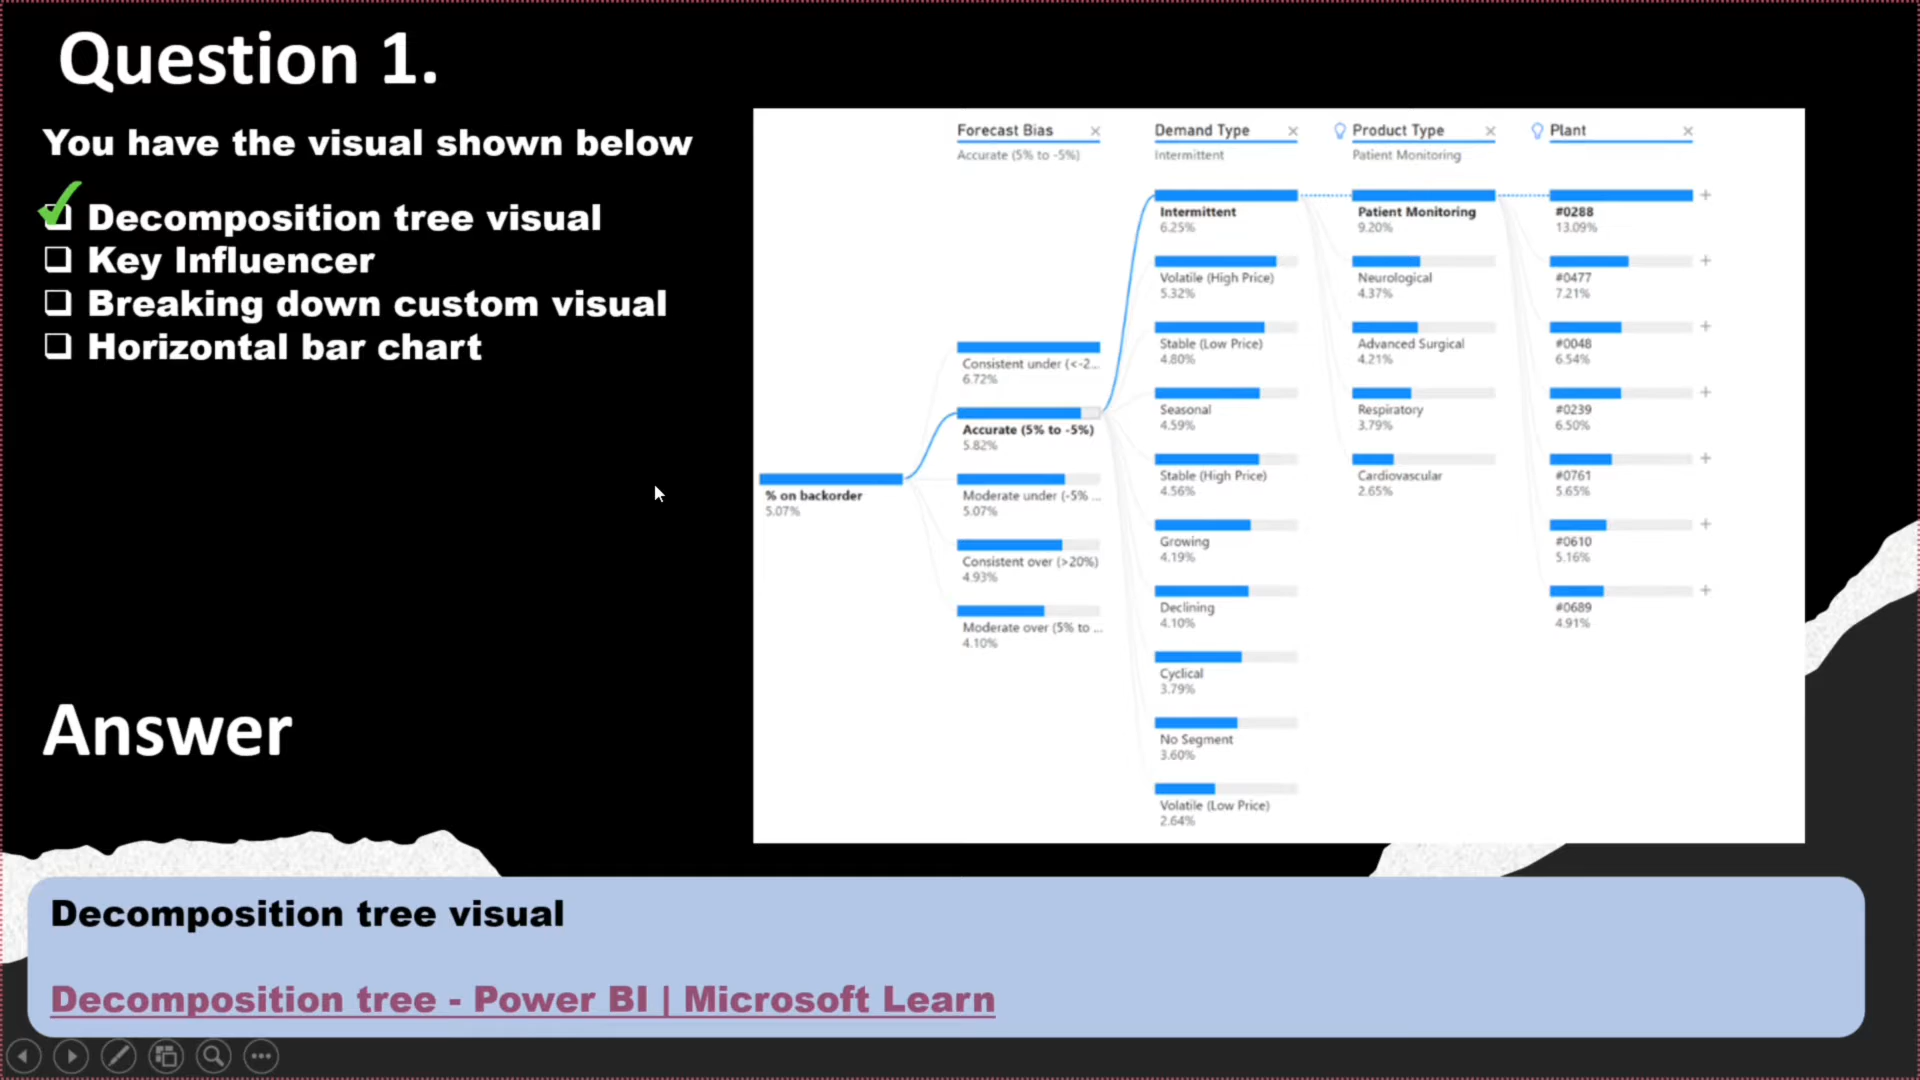 Question 1.
You have the visual shown below
Decomposition tree visual
Key Influencer
Breaking down custom visual
Horizontal bar chart
Forecast Bias
Accurate (5% to -5%)
Demand Type
Intermittent
Product Type
Patient Monitoring
Plant
% on backorder
5.07%
Consistent under (<-2...
6.72%
Accurate (5% to -5%)
5.82%
Moderate under (-5% ...
5.07%
Consistent over (>20%)
4.93%
Moderate over (5% to ...
4.10%
Intermittent
6.25%
Volatile (High Price)
5.32%
Stable (Low Price)
4.80%
Seasonal
4.59%
Stable (High Price)
4.56%
Growing
4.19%
Declining
4.10%
Cyclical
3.79%
No Segment
3.60%
Volatile (Low Price)
2.64%
Patient Monitoring
9.20%
Neurological
4.37%
Advanced Surgical
4.21%
Respiratory
3.79%
Cardiovascular
2.65%
#0288
13.09%
#0477
7.21%
#0048
6.54%
#0239
6.50%
#0761
5.65%
#0610
5.16%
#0689
4.91%
Answer
Decomposition tree visual
Decomposition tree - Power BI | Microsoft Learn